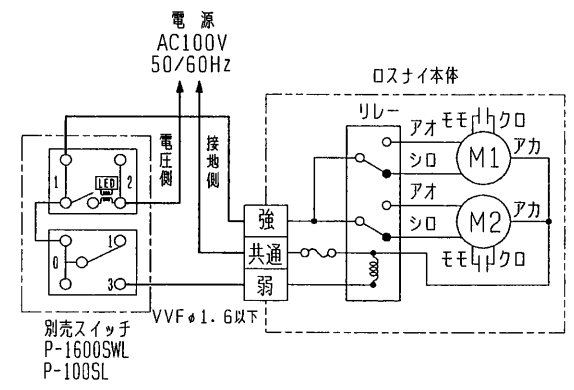 電 源
AC100V
50/60Hz
ロスナイ本体
リレー
電圧側
接地側
アオ
モモ
クロ
シロ
M1
アカ
アオ
シロ
M2
アカ
モモ
クロ
1
LED
2
0
1
3
強
共通
弱
VVFφ1.6以下
別売スイッチ
P-1600SWL
P-100SL